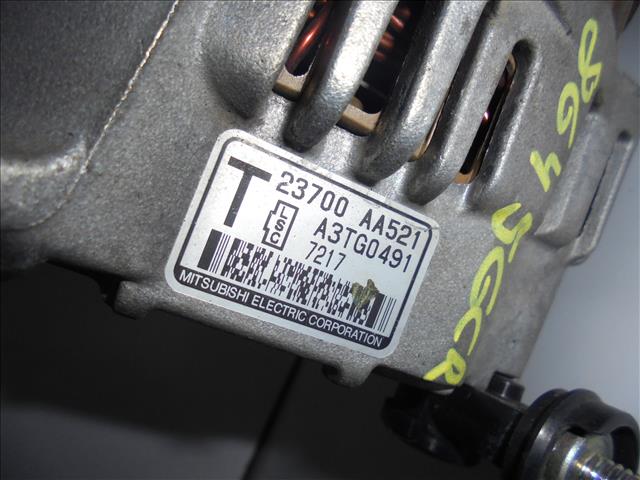 T 23700 AA521
LSC A3TG0491
7217
MITSUBISHI ELECTRIC CORPORATION